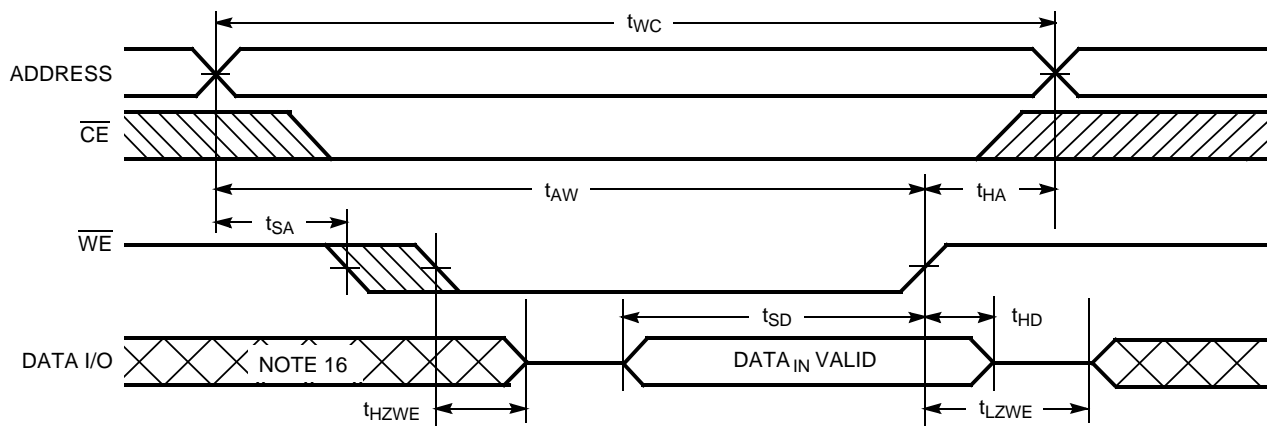 tWC
ADDRESS
CE
tAW
tHA
tSA
WE
tSD
tHD
DATA I/O
NOTE 16
DATAIN VALID
tHZWE
tLZWE